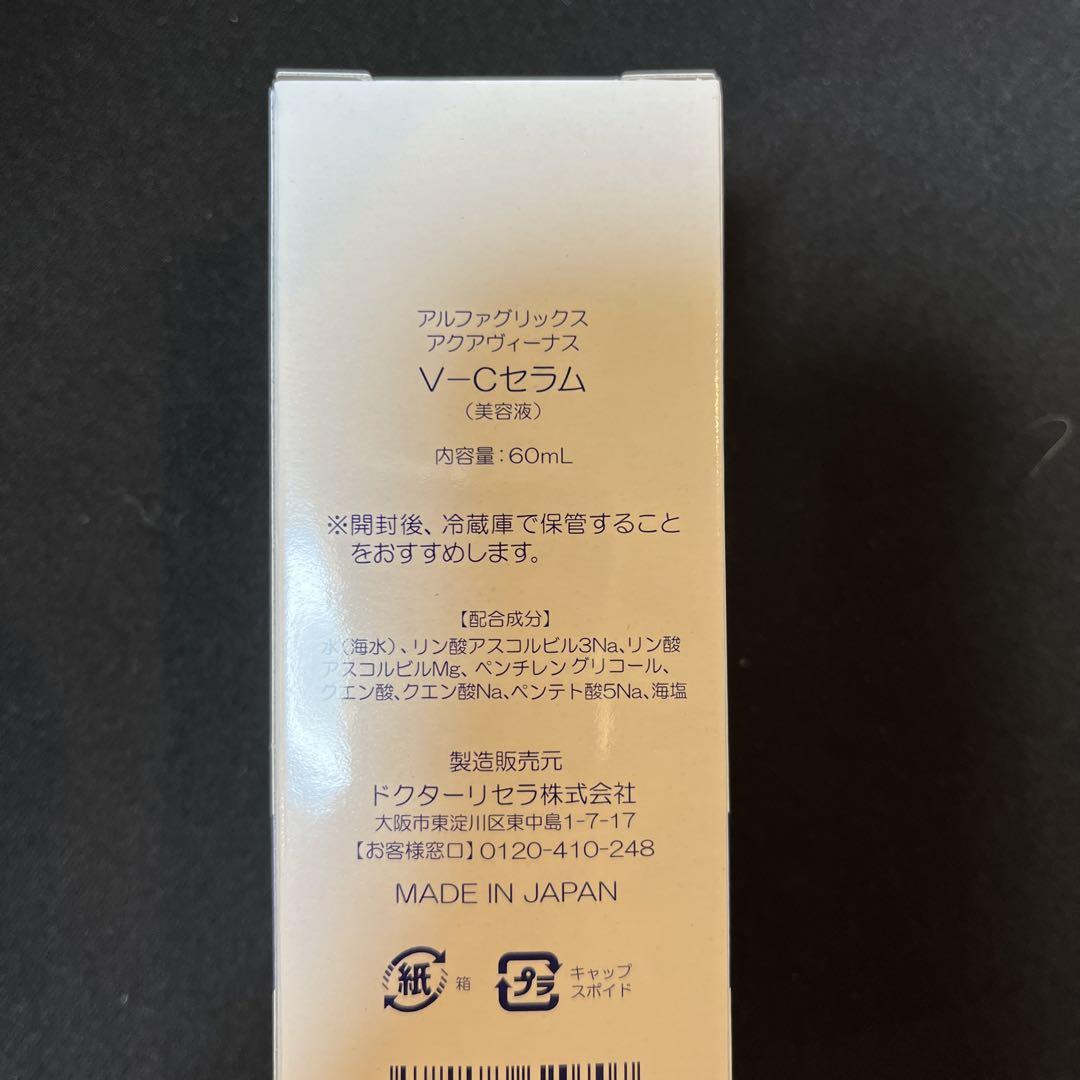 アルファグリックス
アクアヴィーナス
V-Cセラム
（美容液）
内容量：60mL
※開封後、冷蔵庫で保管すること
をおすすめします。
【配合成分】
水（海水）、リン酸アスコルビル3Na、リン酸
アスコルビルMg、ペンチレングリコール、
クエン酸、クエン酸Na、ペンテト酸5Na、海塩
製造販売元
ドクターリセラ株式会社
大阪市東淀川区東中島1-7-17
【お客様窓口】0120-410-248
MADE IN JAPAN
紙 箱
プラ キャップ
スポイド